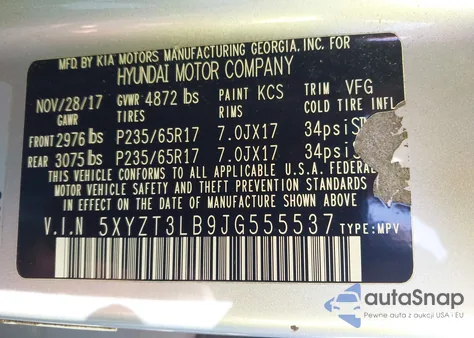 MFD. BY KIA MOTORS MANUFACTURING GEORGIA, INC. FOR
HYUNDAI MOTOR COMPANY
NOV/28/17 GVWR 4872 lbs PAINT KCS TRIM VFG
GAWR TIRES RIMS COLD TIRE INFL
FRONT 2976 lbs P235/65R17 7.0JX17 34psi
REAR 3075 lbs P235/65R17 7.0JX17 34psi
THIS VEHICLE CONFORMS TO ALL APPLICABLE U.S.A. FEDERAL
MOTOR VEHICLE SAFETY AND THEFT PREVENTION STANDARDS
IN EFFECT ON THE DATE OF MANUFACTURE SHOWN ABOVE
V.I.N 5XYZT3LB9JG555537 TYPE:MPV
autoSnap
Pewne auta z aukcji USA i EU